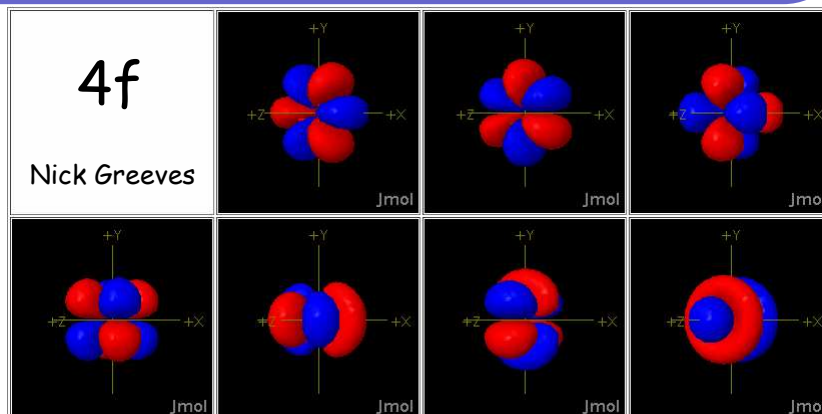 4f
Nick Greeves
+Y
+Z +X
Jmol
+Y
+Z +X
Jmol
+Y
+Z +X
Jmo
+Y
+Z +X
Jmol
+Y
+Z +X
Jmol
+Y
+Z +X
Jmol
+Y
+Z +X
Jmo